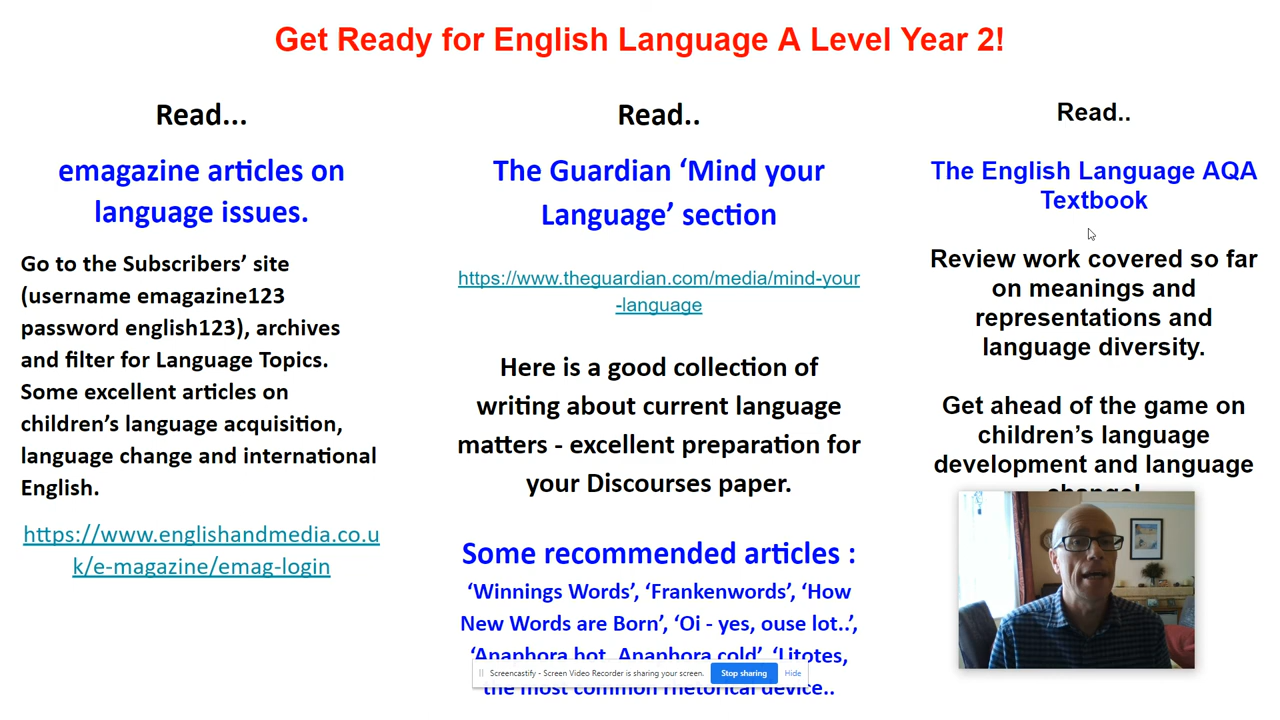 Get Ready for English Language A Level Year 2!
Read...
emagazine articles on
language issues.
Go to the Subscribers’ site
(username emagazine123
password english123), archives
and filter for Language Topics.
Some excellent articles on
children’s language acquisition,
language change and international
English.
https://www.englishandmedia.co.u
k/e-magazine/emag-login
Read..
The Guardian ‘Mind your
Language’ section
https://www.theguardian.com/media/mind-your
-language
Here is a good collection of
writing about current language
matters - excellent preparation for
your Discourses paper.
Some recommended articles :
‘Winnings Words’, ‘Frankenwords’, ‘How
New Words are Born’, ‘Oi - yes, ouse lot..’,
‘Anaphora hot, Anaphora cold’, ‘Litotes,
the most common rhetorical device..
Screencastify - Screen Video Recorder is sharing your screen.
Stop sharing
Hide
Read..
The English Language AQA
Textbook
Review work covered so far
on meanings and
representations and
language diversity.
Get ahead of the game on
children’s language
development and language
change!